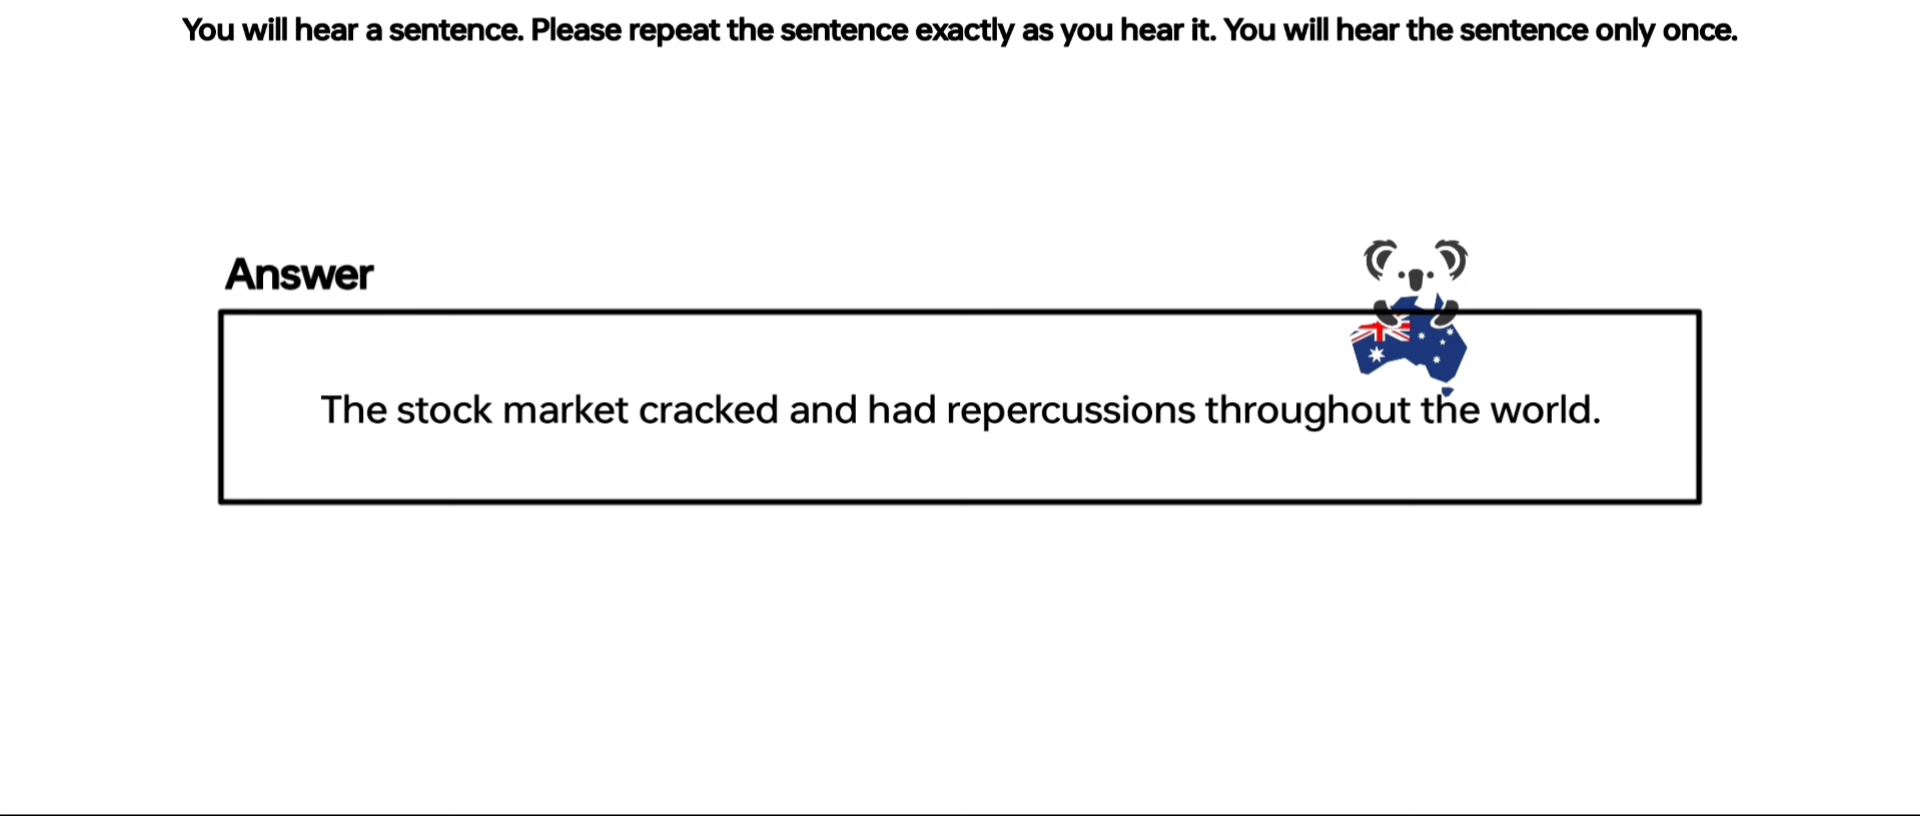 You will hear a sentence. Please repeat the sentence exactly as you hear it. You will hear the sentence only once.
Answer
The stock market cracked and had repercussions throughout the world.